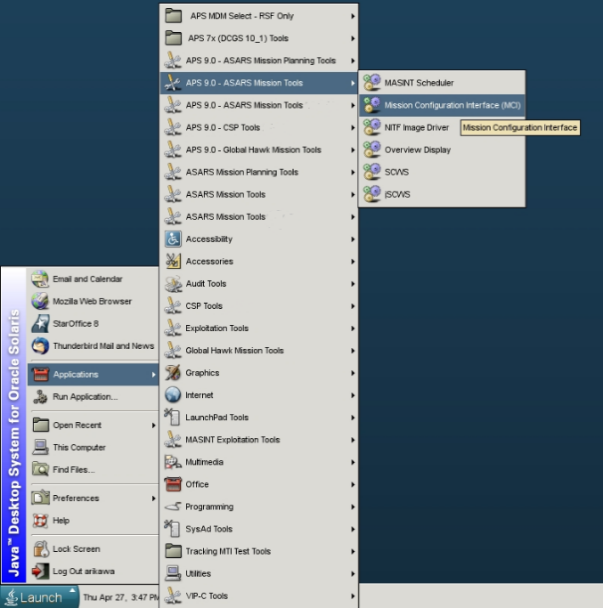 APS MDM Select - RSF Only
APS 7x (DCGS 10_1) Tools
APS 9.0 - ASARS Mission Planning Tools
APS 9.0 - ASARS Mission Tools
APS 9.0 - ASARS Mission Tools
APS 9.0 - CSP Tools
APS 9.0 - Global Hawk Mission Tools
ASARS Mission Planning Tools
ASARS Mission Tools
ASARS Mission Tools
Accessibility
Accessories
Audit Tools
CSP Tools
Exploitation Tools
Global Hawk Mission Tools
Graphics
Internet
LaunchPad Tools
MASINT Exploitation Tools
Multimedia
Office
Programming
SysAd Tools
Tracking MTI Test Tools
Utilities
VIP-C Tools
MASINT Scheduler
Mission Configuration Interface (MCI)
NITF Image Driver
Mission Configuration Interface
Overview Display
SCWS
iSCWS
Email and Calendar
Mozilla Web Browser
StarOffice 8
Thunderbird Mail and News
Applications
Run Application...
Open Recent
This Computer
Find Files...
Preferences
Help
Lock Screen
Log Out arikawa
Java™ Desktop System for Oracle Solaris
Launch
Thu Apr 27, 3:47 PM